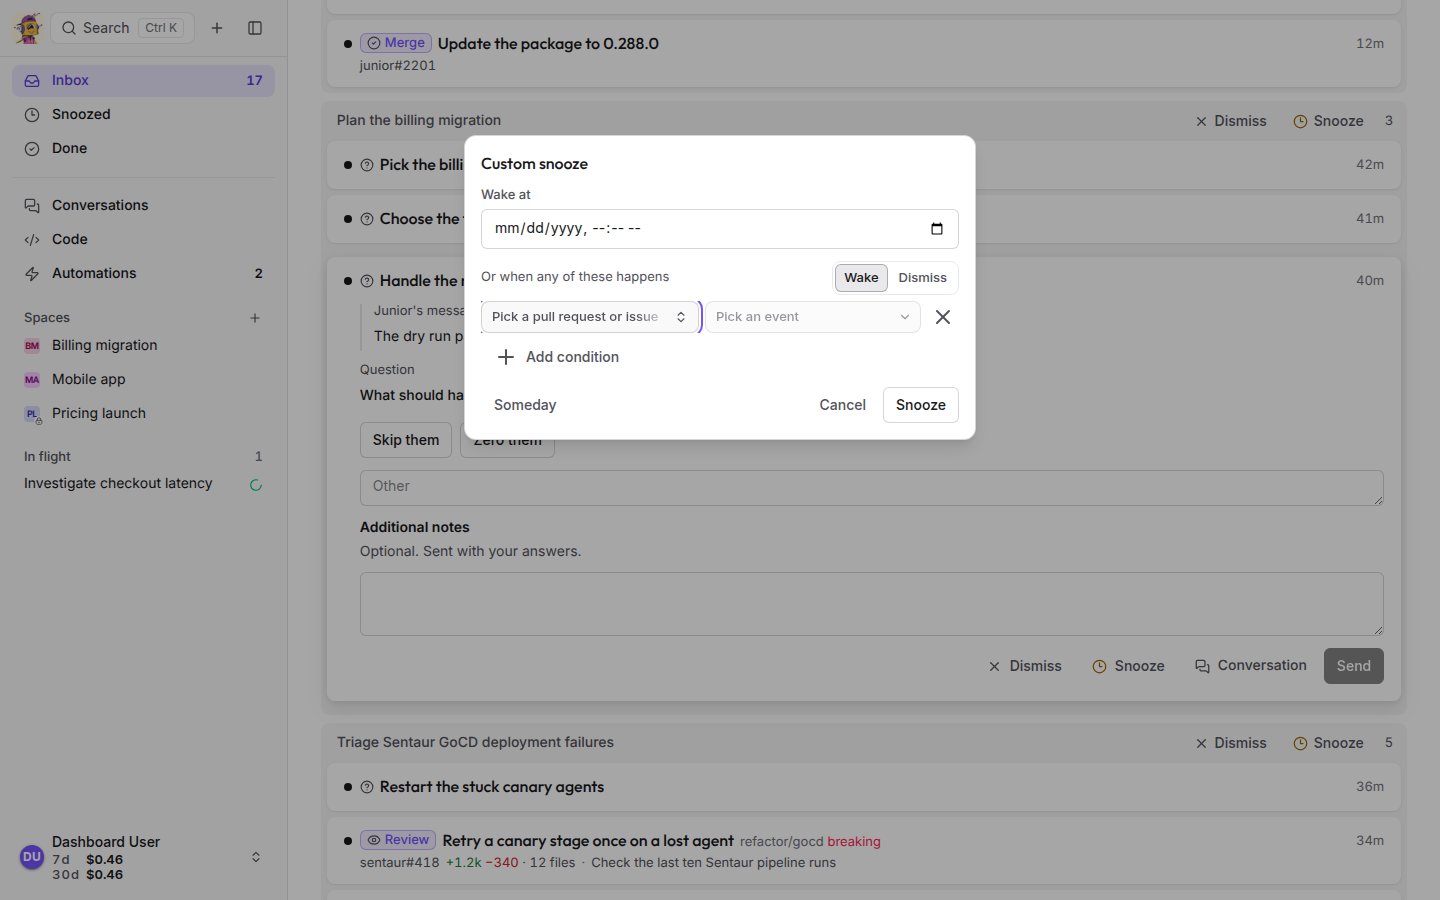 Search Ctrl K
Inbox 17
Snoozed
Done
Conversations
Code
Automations 2
Spaces
BM Billing migration
MA Mobile app
PL Pricing launch
In flight 1
Investigate checkout latency
DU Dashboard User
7d $0.46
30d $0.46
Merge Update the package to 0.288.0 12m
junior#2201
Plan the billing migration Dismiss Snooze 3
Pick the billi 42m
Choose the 41m
Handle the 40m
Junior's messa
The dry run p
Question
What should ha
Skip them Zero them
Other
Additional notes
Optional. Sent with your answers.
Dismiss Snooze Conversation Send
Custom snooze
Wake at
mm/dd/yyyy, --:-- --
Or when any of these happens Wake Dismiss
Pick a pull request or issue Pick an event
Add condition
Someday Cancel Snooze
Triage Sentaur GoCD deployment failures Dismiss Snooze 5
Restart the stuck canary agents 36m
Review Retry a canary stage once on a lost agent refactor/gocd breaking 34m
sentaur#418 +1.2k −340 · 12 files · Check the last ten Sentaur pipeline runs